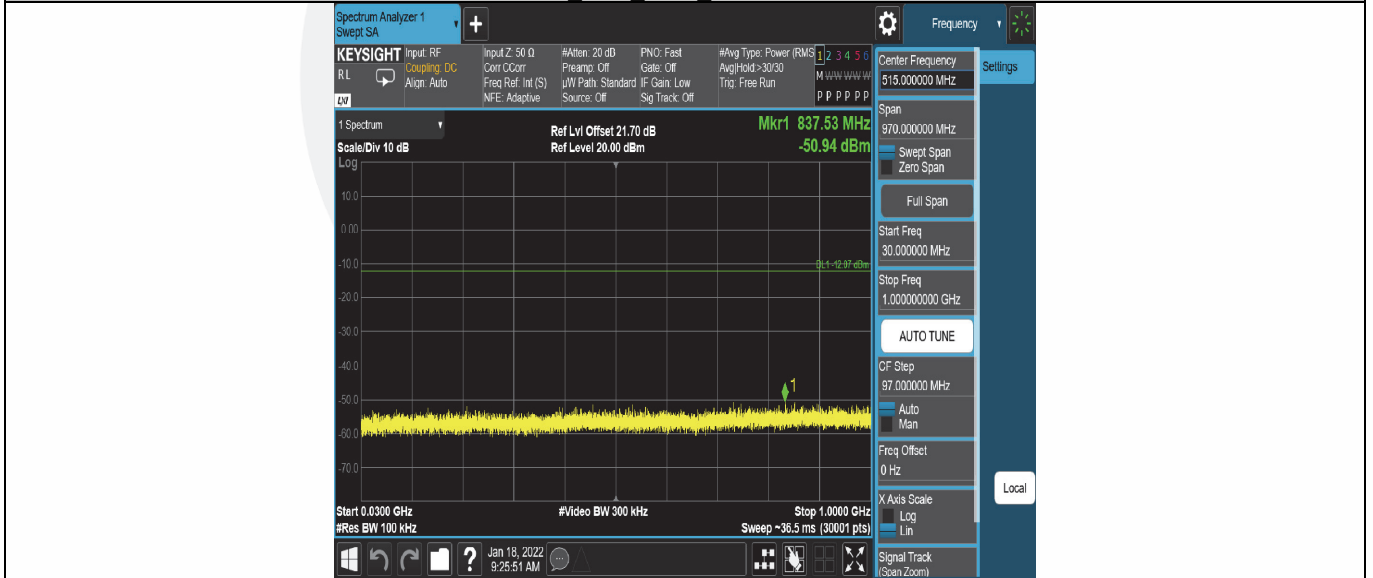 Spectrum Analyzer 1
Swept SA
+
Frequency
KEYSIGHT
RL
LXI
Input: RF
Coupling: DC
Align: Auto
Input Z: 50 Ω
Corr CCorr
Freq Ref: Int (S)
NFE: Adaptive
#Atten: 20 dB
Preamp: Off
µW Path: Standard
Source: Off
PNO: Fast
Gate: Off
IF Gain: Low
Sig Track: Off
#Avg Type: Power (RMS
Avg|Hold:>30/30
Trig: Free Run
1 2 3 4 5 6
M W W W W W
P P P P P P
1 Spectrum
Scale/Div 10 dB
Log
Ref Lvl Offset 21.70 dB
Ref Level 20.00 dBm
Mkr1 837.53 MHz
-50.94 dBm
10.0
0.00
-10.0
-20.0
-30.0
-40.0
-50.0
-60.0
-70.0
DL1 -12.07 dBm
1
Start 0.0300 GHz
#Res BW 100 kHz
#Video BW 300 kHz
Stop 1.0000 GHz
Sweep ~36.5 ms (30001 pts)
Center Frequency
515.000000 MHz
Settings
Span
970.000000 MHz
Swept Span
Zero Span
Full Span
Start Freq
30.000000 MHz
Stop Freq
1.000000000 GHz
AUTO TUNE
CF Step
97.000000 MHz
Auto
Man
Freq Offset
0 Hz
X Axis Scale
Log
Lin
Local
Signal Track
(Span Zoom)
?
Jan 18, 2022
9:25:51 AM